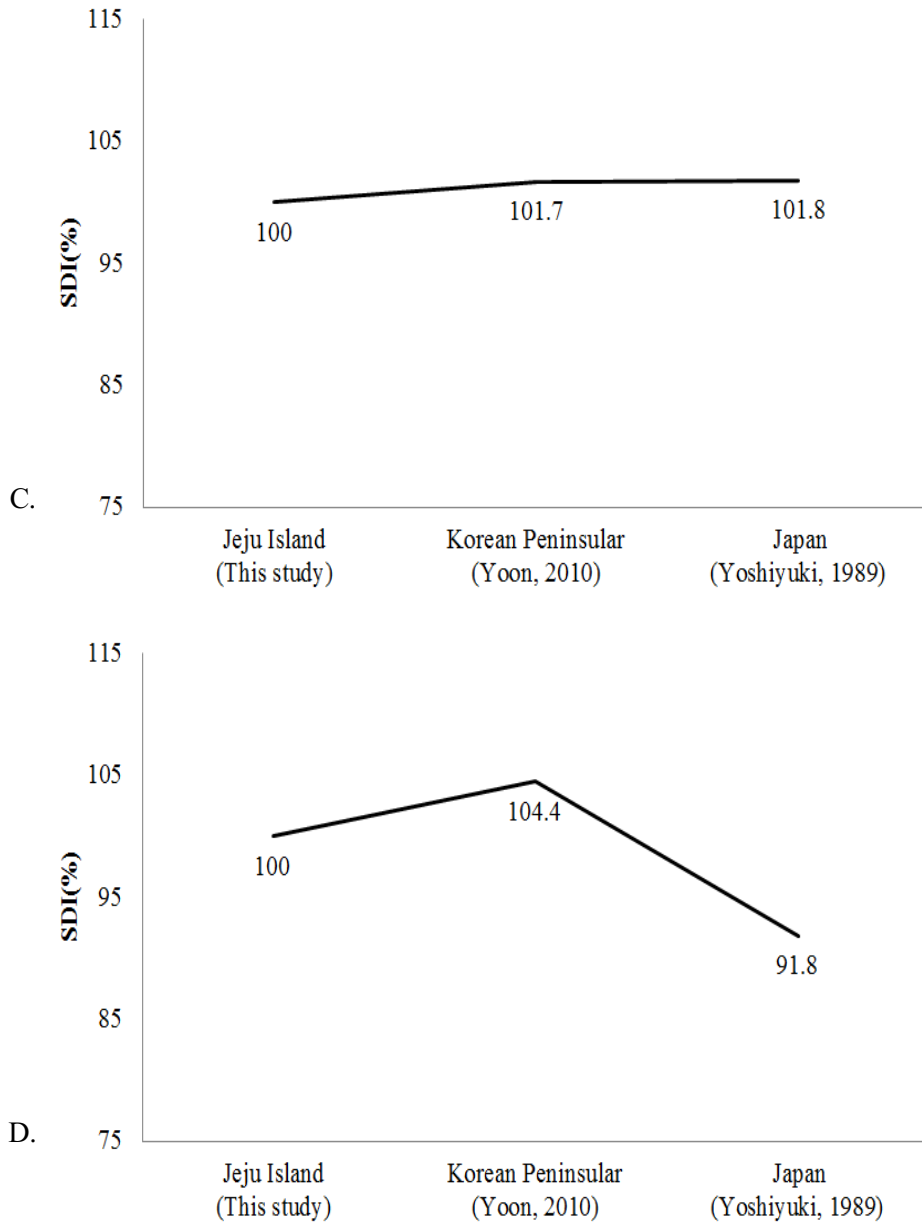 115
105
95
85
75
SDI(%)
100
101.7
101.8
C.
Jeju Island
(This study)
Korean Peninsular
(Yoon, 2010)
Japan
(Yoshiyuki, 1989)
115
105
95
85
75
SDI(%)
100
104.4
91.8
D.
Jeju Island
(This study)
Korean Peninsular
(Yoon, 2010)
Japan
(Yoshiyuki, 1989)